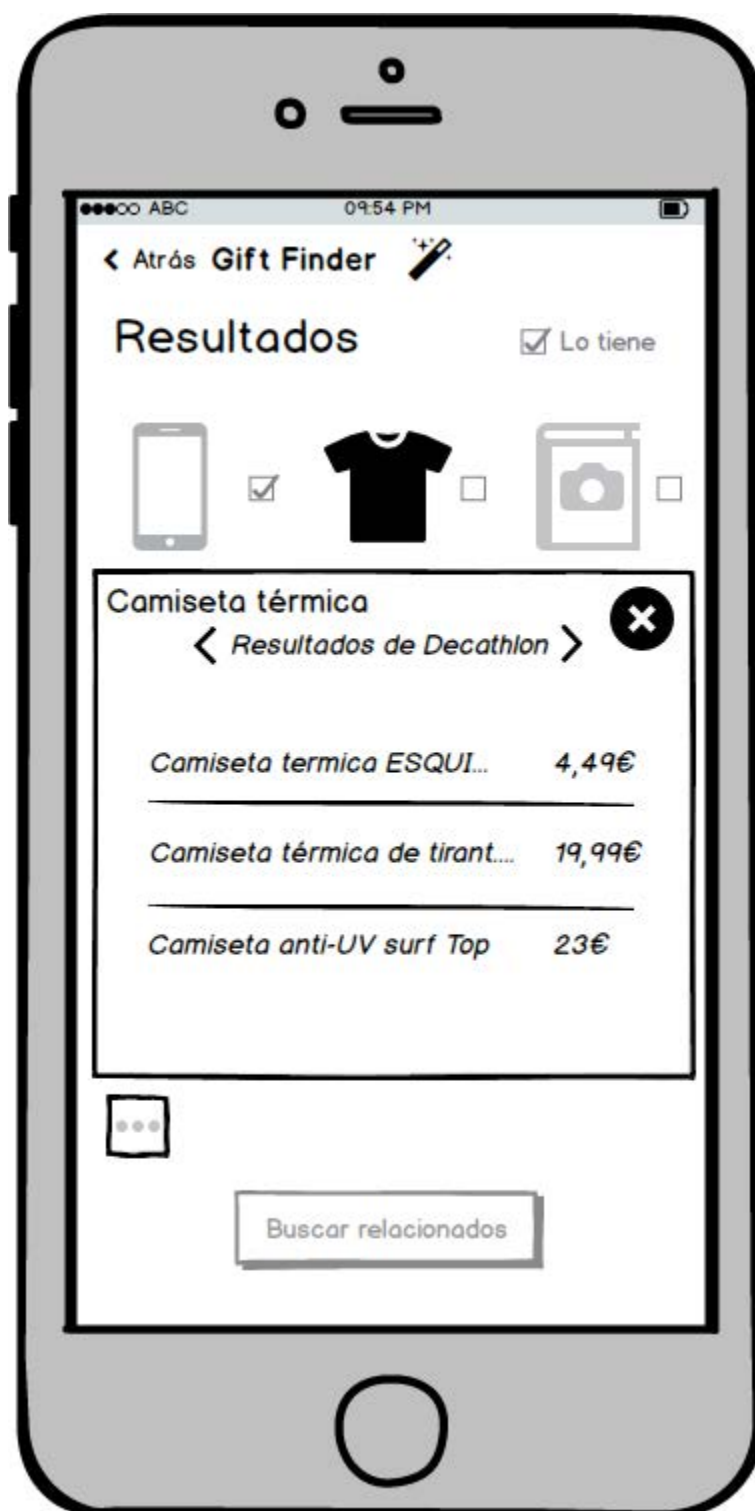 ABC 09:54 PM
Atrás Gift Finder
Resultados Lo tiene
Camiseta térmica
Resultados de Decathlon
Camiseta termica ESQUI... 4,49€
Camiseta térmica de tirant.... 19,99€
Camiseta anti-UV surf Top 23€
Buscar relacionados